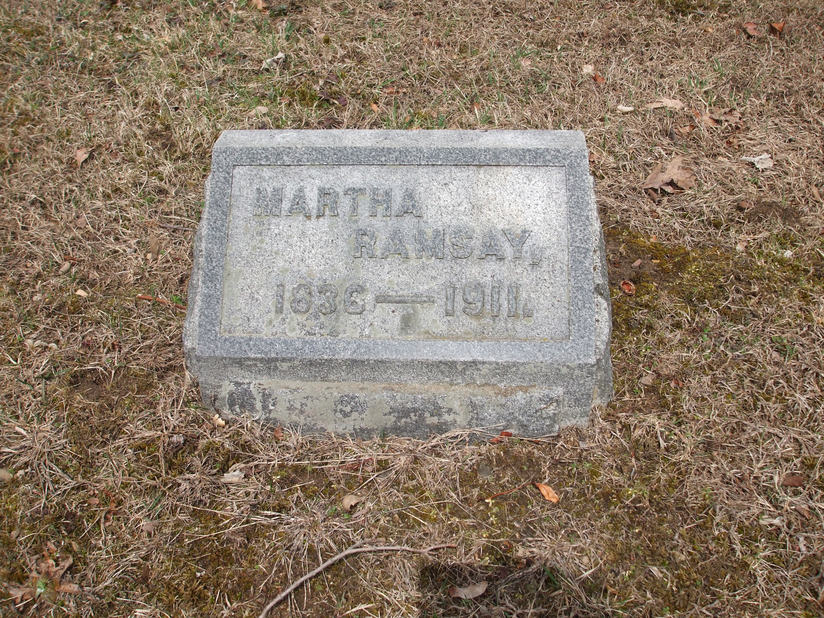 MARTHA
RAMSAY,
1836 — 1911.